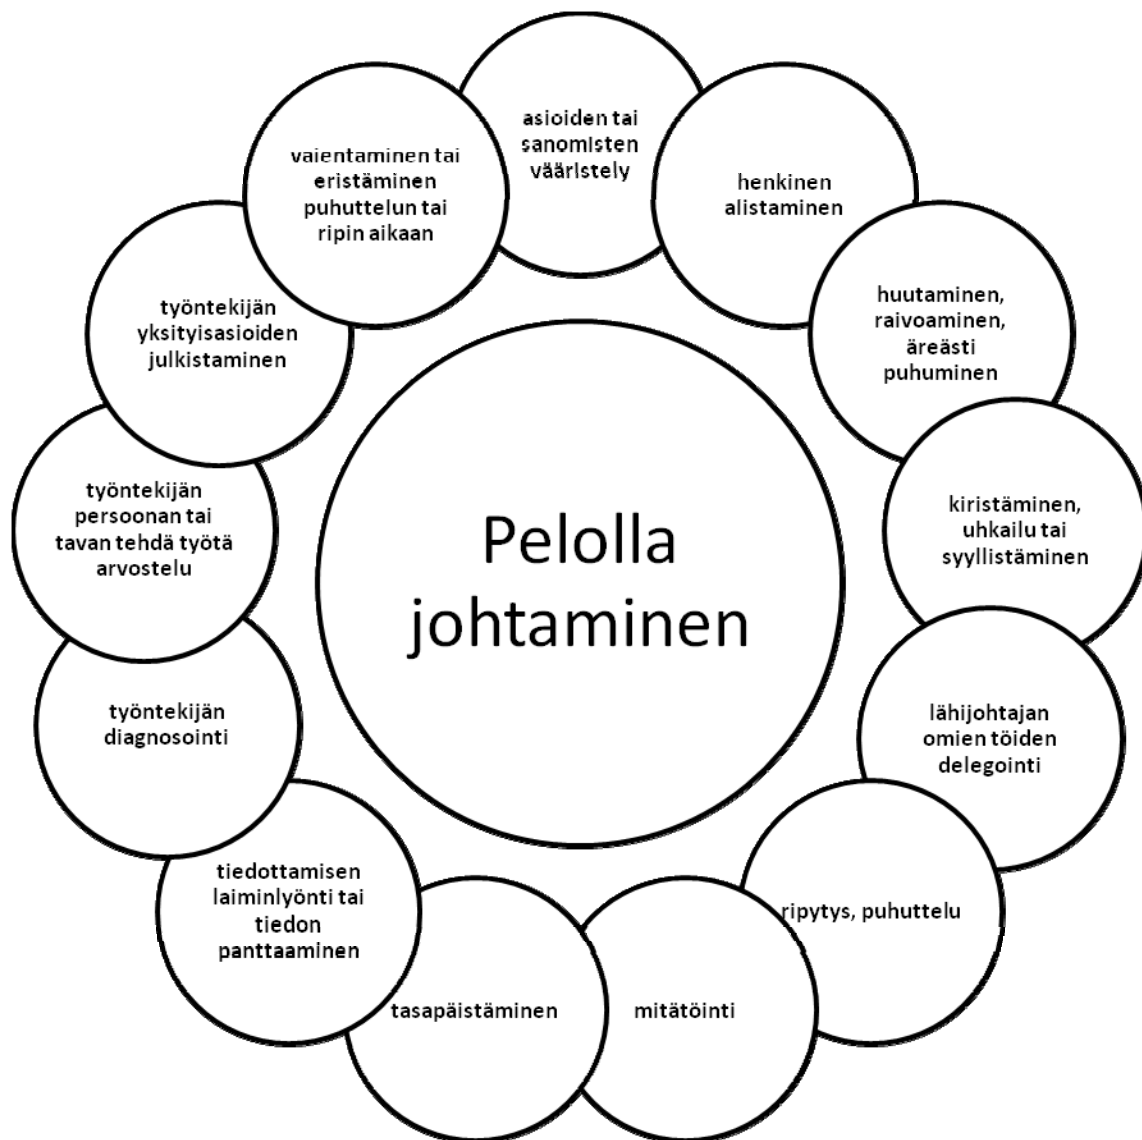 asioiden tai
sanomisten
vääristely
henkinen
alistaminen
huutaminen,
raivoaminen,
äreästi
puhuminen
kiristäminen,
uhkailu tai
syyllistäminen
lähijohtajan
omien töiden
delegointi
ripytys, puhuttelu
mitätöinti
tasapäistäminen
tiedottamisen
laiminlyönti tai
tiedon
panttaaminen
työntekijän
diagnosointi
työntekijän
persoonan tai
tavan tehdä työtä
arvostelu
työntekijän
yksityisasioiden
julkistaminen
vaientaminen tai
eristäminen
puhuttelun tai
ripin aikaan
Pelolla
johtaminen